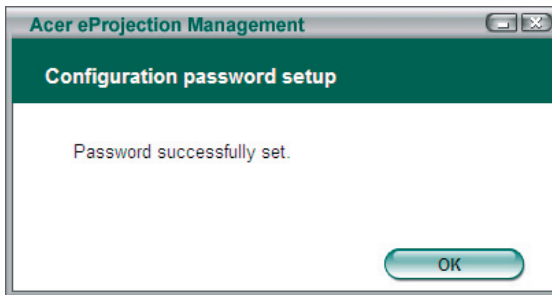 Acer eProjection Management
Configuration password setup
Password successfully set.
OK